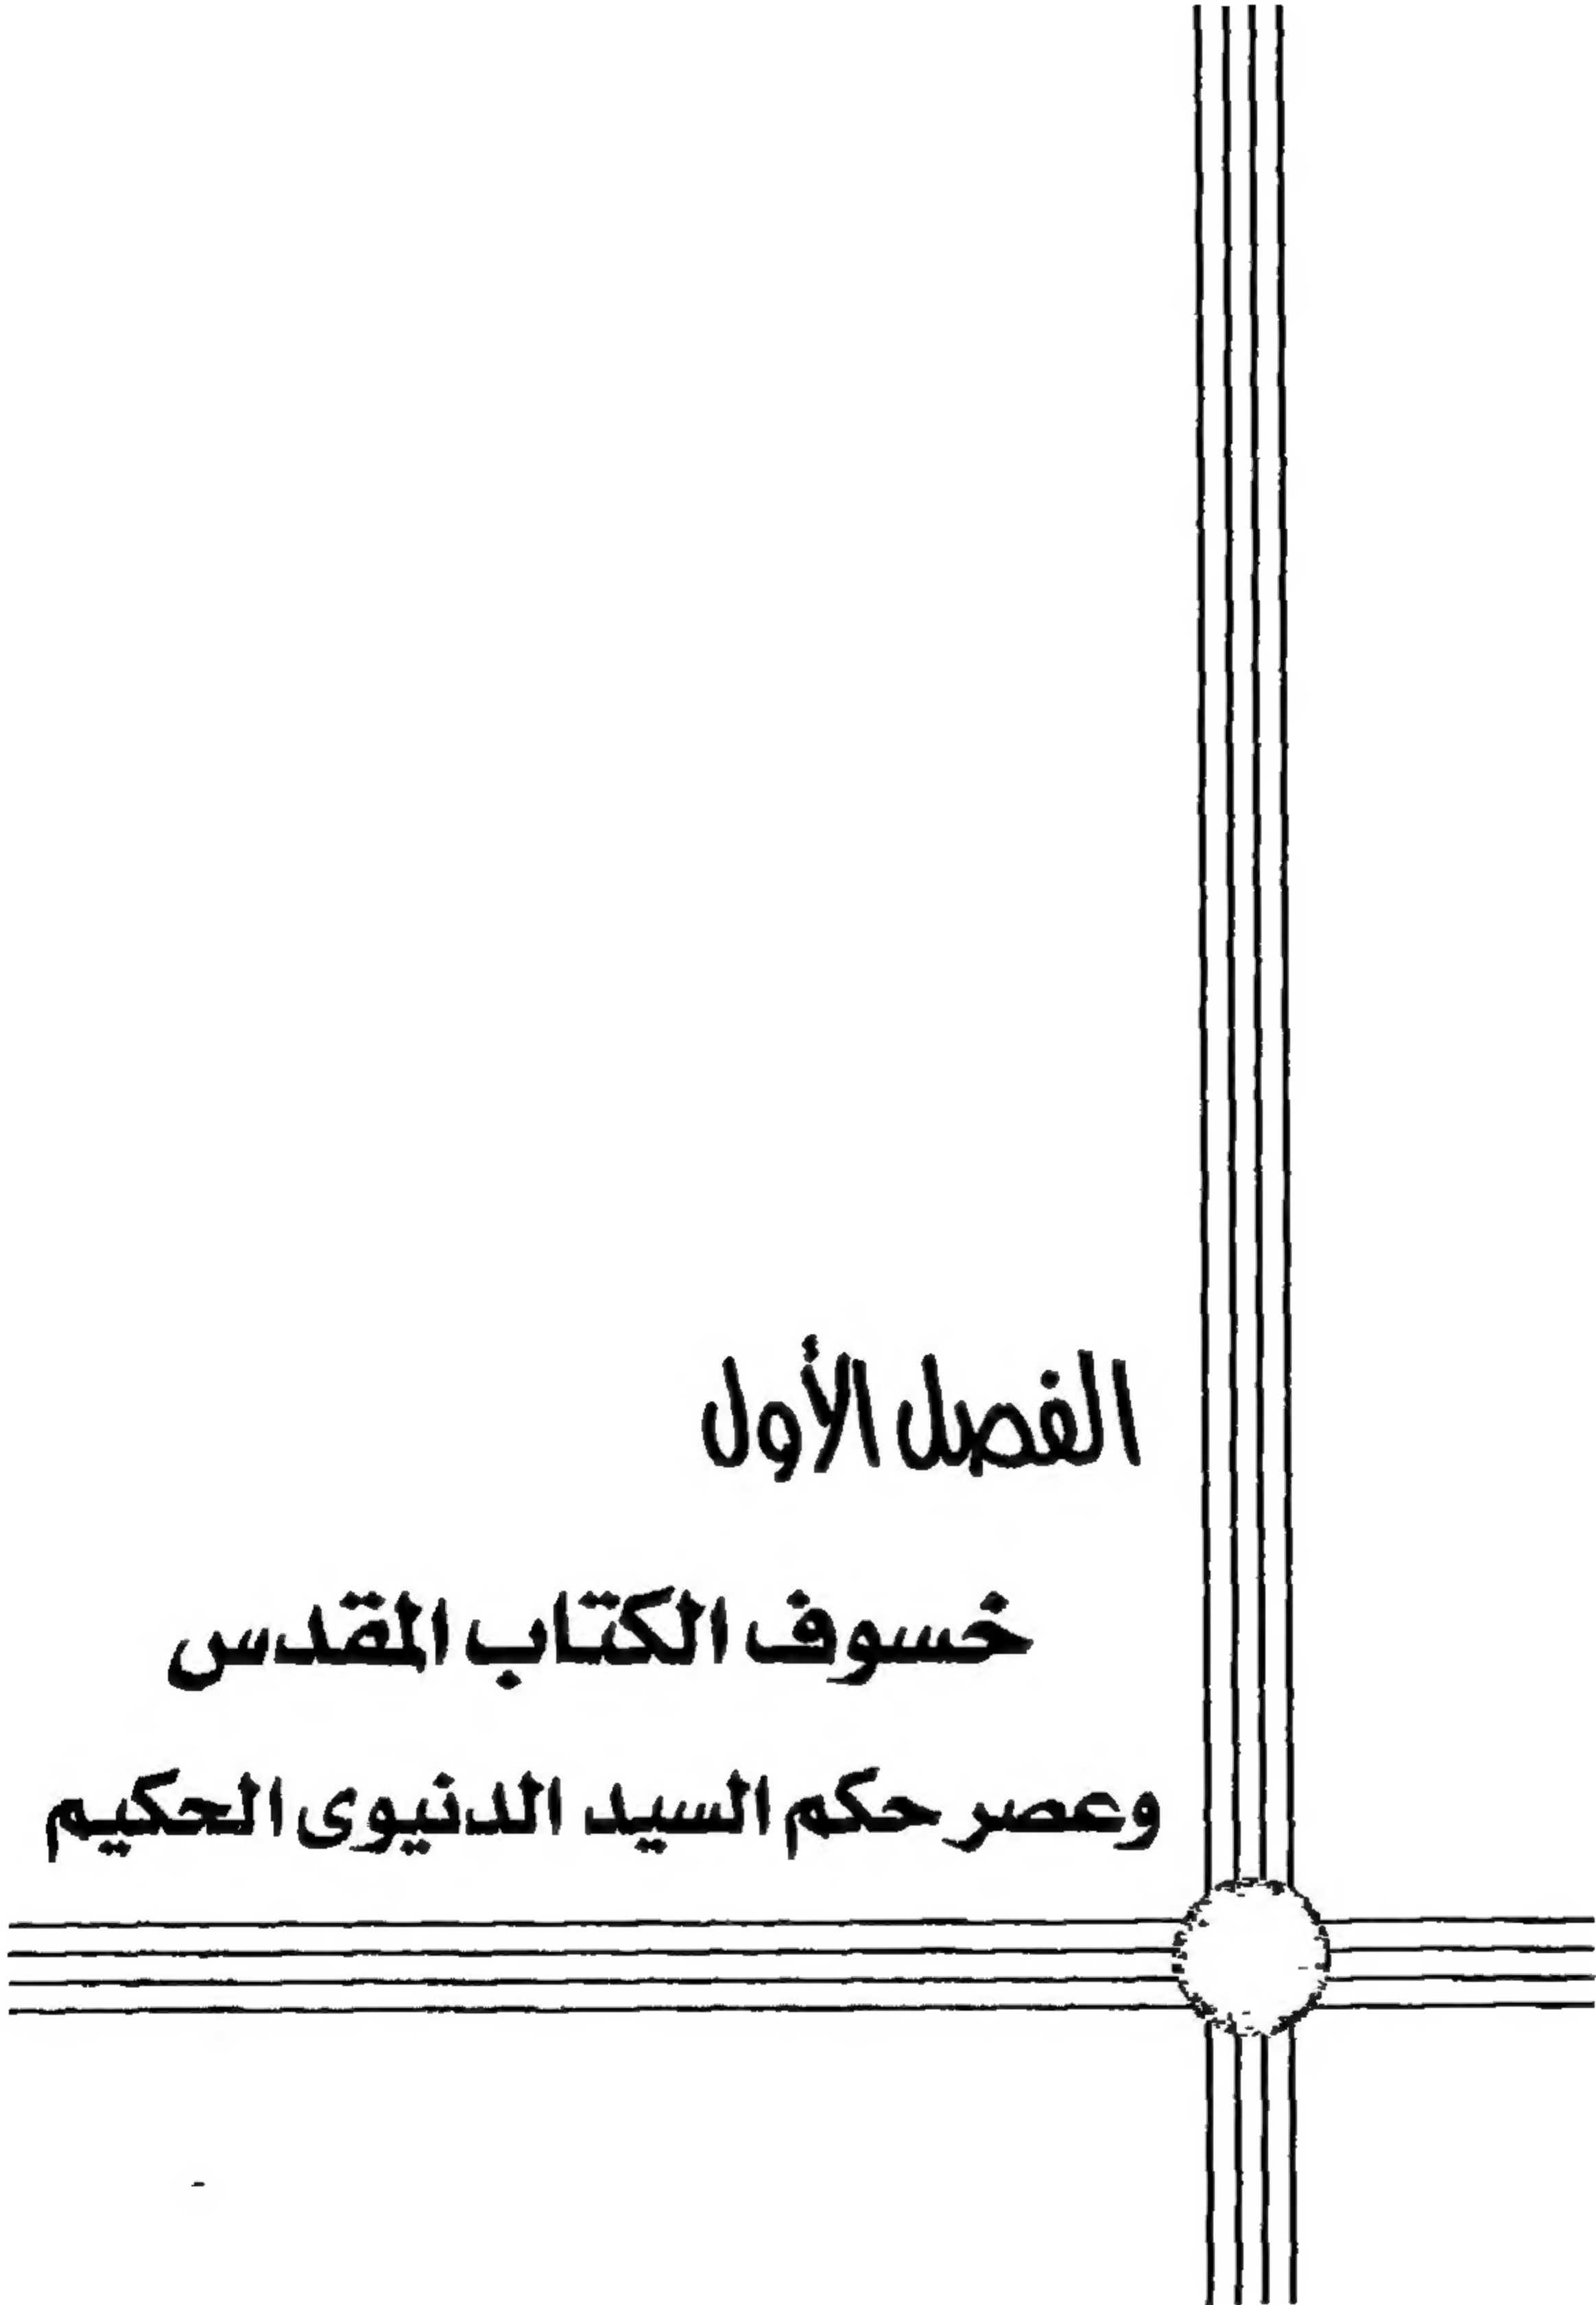 الفصل الأول
خسوف الكتاب المقدس
وعصر حكم السيد الدنيوى الحكيم